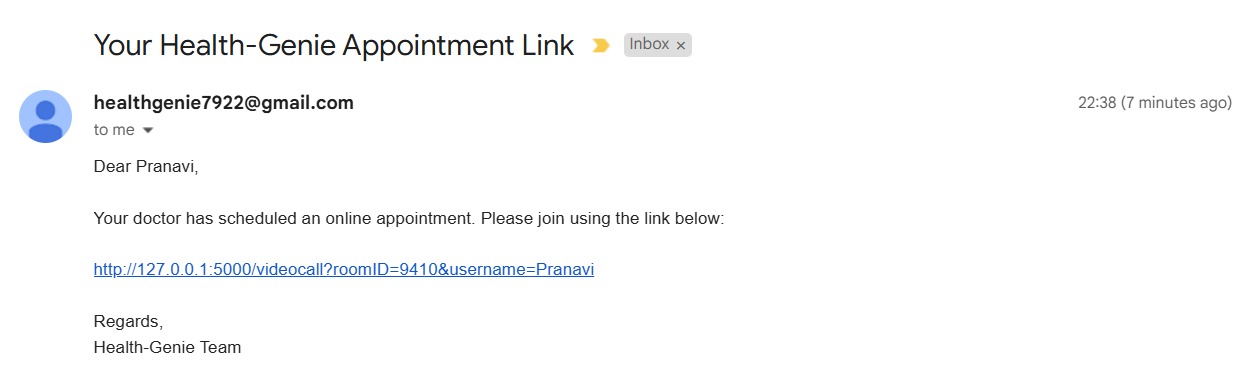 Your Health-Genie Appointment Link
Inbox ×
healthgenie7922@gmail.com
22:38 (7 minutes ago)
to me
Dear Pranavi,
Your doctor has scheduled an online appointment. Please join using the link below:
http://127.0.0.1:5000/videocall?roomID=9410&username=Pranavi
Regards,
Health-Genie Team